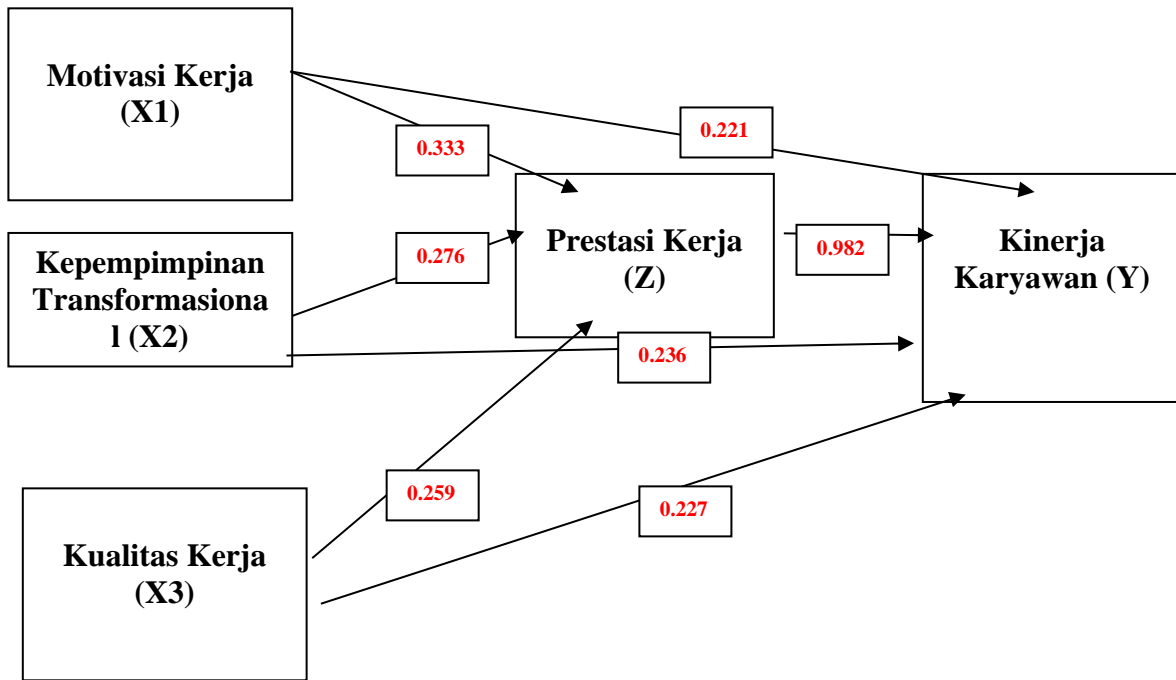 Motivasi Kerja
(X1)
0.333
0.221
Kepempimpinan
Transformasiona
l (X2)
0.276
Prestasi Kerja
(Z)
0.982
Kinerja
Karyawan (Y)
0.236
0.259
0.227
Kualitas Kerja
(X3)